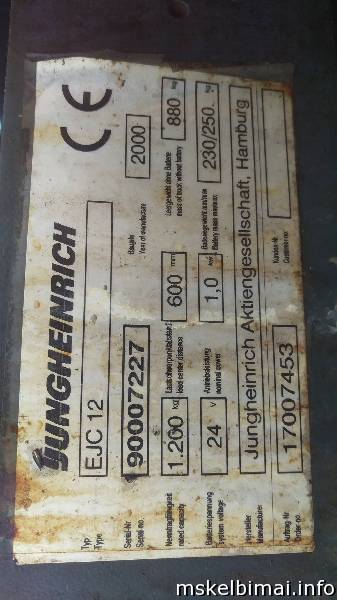 JUNGHEINRICH CE
Typ
Type
EJC 12
Serial-Nr
Serial-no.
90007227
Baujahr
Year of manufacture
2000
Nenntragfähigkeit
rated capacity
1.200 kg
Lastschwerpunktabstand
load center distance
600 mm
Leergewicht ohne Batterie
mass of truck without battery
880 kg
Batteriespannung
system voltage
24 V
Antriebsleistung
nominal power
1,0 kW
Batteriegewicht min/max
Battery mass min/max
230/250
Hersteller
Manufacturer
Jungheinrich Aktiengesellschaft, Hamburg
Auftrag-Nr
Order-no
17007453
Kunden-Nr
Customer-no
mskelbimai.info